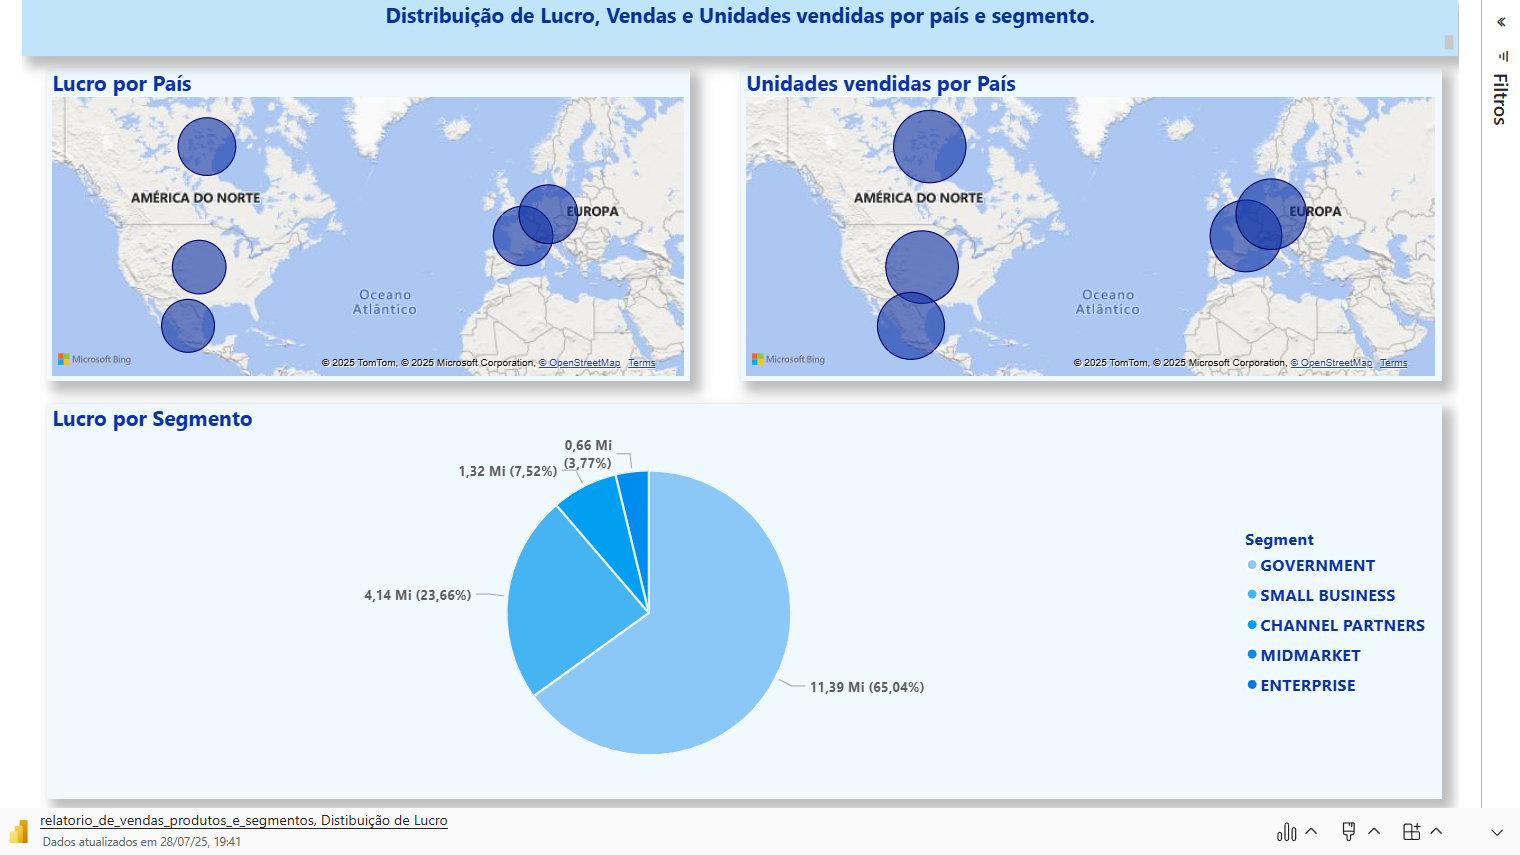 Distribuição de Lucro, Vendas e Unidades vendidas por país e segmento.
Filtros
Lucro por País
AMÉRICA DO NORTE
EUROPA
Oceano
Atlântico
Microsoft Bing
© 2025 TomTom, © 2025 Microsoft Corporation, © OpenStreetMap Terms
Unidades vendidas por País
AMÉRICA DO NORTE
EUROPA
Oceano
Atlântico
Microsoft Bing
© 2025 TomTom, © 2025 Microsoft Corporation, © OpenStreetMap Terms
Lucro por Segmento
0,66 Mi
(3,77%)
1,32 Mi (7,52%)
4,14 Mi (23,66%)
11,39 Mi (65,04%)
Segment
GOVERNMENT
SMALL BUSINESS
CHANNEL PARTNERS
MIDMARKET
ENTERPRISE
relatorio_de_vendas_produtos_e_segmentos, Distibuição de Lucro
Dados atualizados em 28/07/25, 19:41